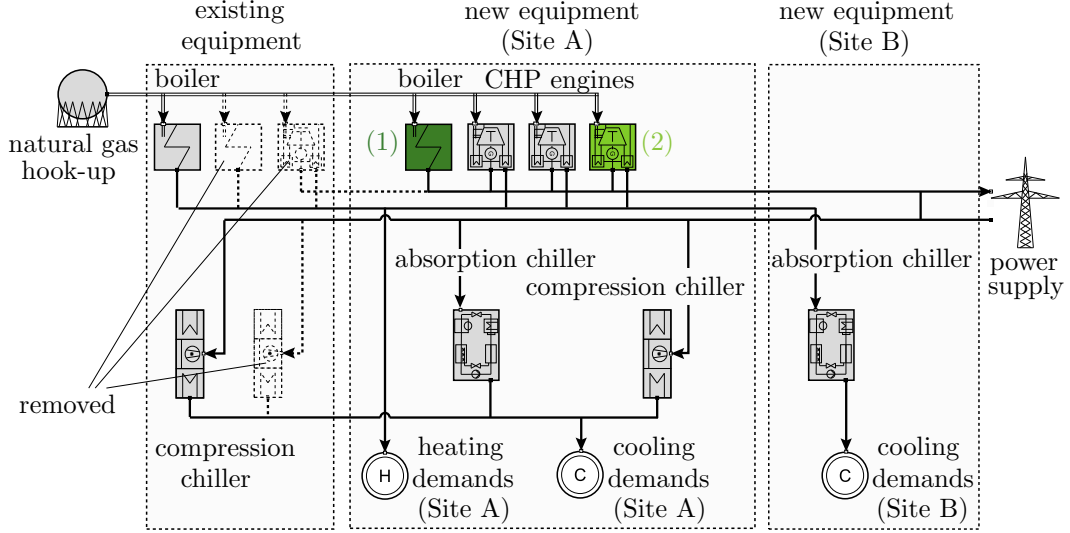 existing
equipment
new equipment
(Site A)
new equipment
(Site B)
boiler
boiler
CHP engines
natural gas
hook-up
(1)
(2)
absorption chiller
compression chiller
absorption chiller
power
supply
removed
compression
chiller
H
heating
demands
(Site A)
C
cooling
demands
(Site A)
C
cooling
demands
(Site B)